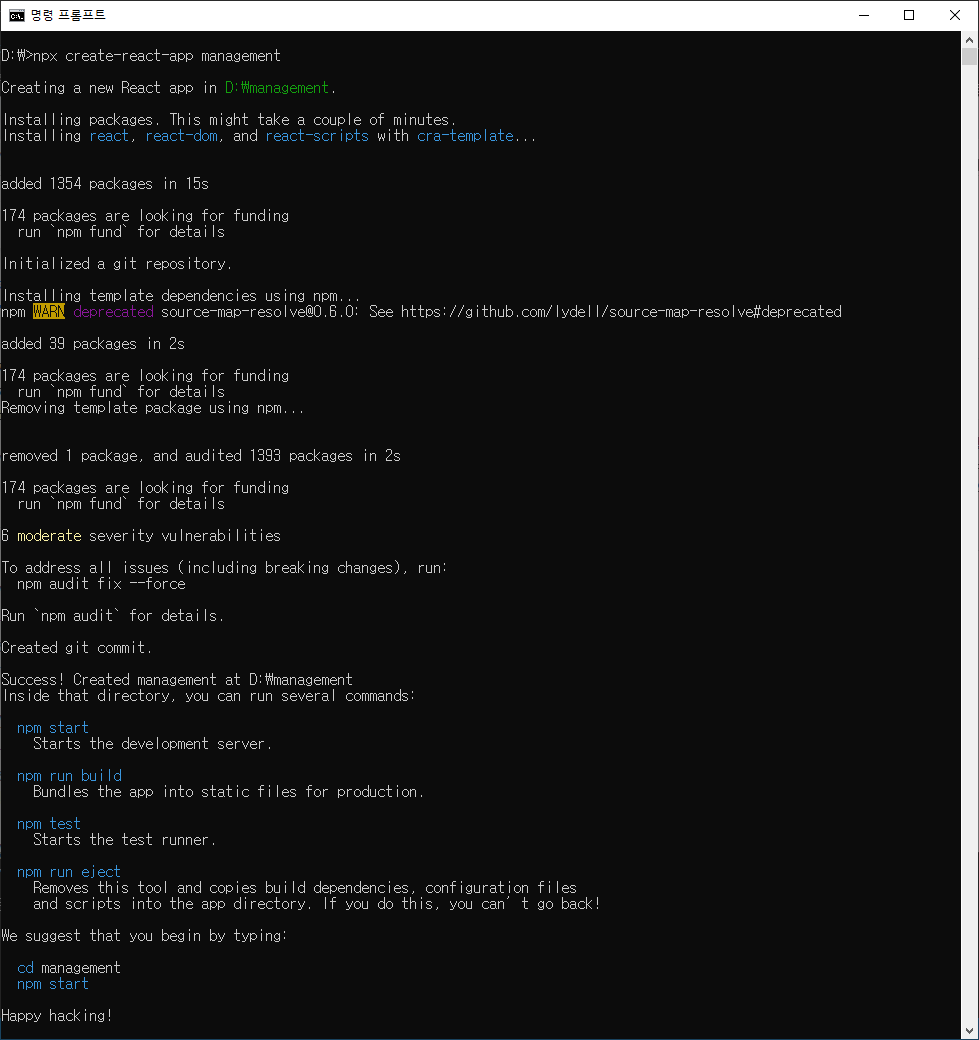 명령 프롬프트
D:\>npx create-react-app management
Creating a new React app in D:\management.
Installing packages. This might take a couple of minutes.
Installing react, react-dom, and react-scripts with cra-template...
added 1354 packages in 15s
174 packages are looking for funding
run `npm fund` for details
Initialized a git repository.
Installing template dependencies using npm...
npm WARN deprecated source-map-resolve@0.6.0: See https://github.com/lydell/source-map-resolve#deprecated
added 39 packages in 2s
174 packages are looking for funding
run `npm fund` for details
Removing template package using npm...
removed 1 package, and audited 1393 packages in 2s
174 packages are looking for funding
run `npm fund` for details
6 moderate severity vulnerabilities
To address all issues (including breaking changes), run:
npm audit fix --force
Run `npm audit` for details.
Created git commit.
Success! Created management at D:\management
Inside that directory, you can run several commands:
npm start
Starts the development server.
npm run build
Bundles the app into static files for production.
npm test
Starts the test runner.
npm run eject
Removes this tool and copies build dependencies, configuration files
and scripts into the app directory. If you do this, you can’t go back!
We suggest that you begin by typing:
cd management
npm start
Happy hacking!